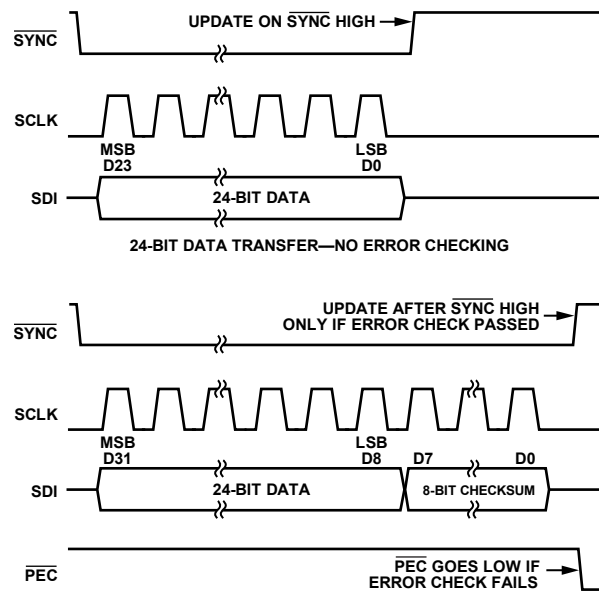 UPDATE ON SYNC HIGH
SYNC
SCLK
MSB
D23
LSB
D0
SDI
24-BIT DATA
24-BIT DATA TRANSFER—NO ERROR CHECKING
UPDATE AFTER SYNC HIGH
ONLY IF ERROR CHECK PASSED
SYNC
SCLK
MSB
D31
LSB
D8
D7
D0
SDI
24-BIT DATA
8-BIT CHECKSUM
PEC GOES LOW IF
ERROR CHECK FAILS
PEC